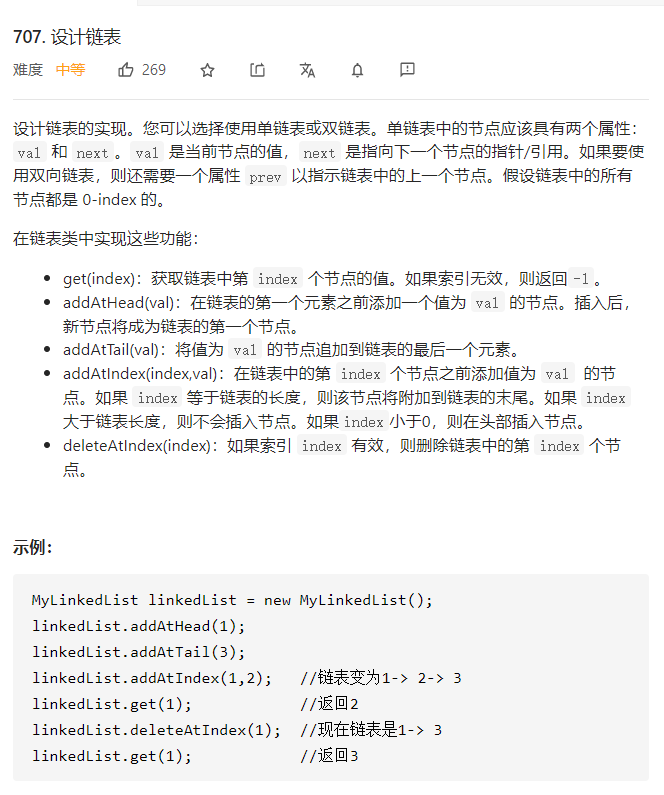 707. 设计链表
难度 中等 269
设计链表的实现。您可以选择使用单链表或双链表。单链表中的节点应该具有两个属性：
val 和 next。val 是当前节点的值，next 是指向下一个节点的指针/引用。如果要使
用双向链表，则还需要一个属性 prev 以指示链表中的上一个节点。假设链表中的所有
节点都是 0-index 的。
在链表类中实现这些功能：
• get(index)：获取链表中第 index 个节点的值。如果索引无效，则返回-1。
• addAtHead(val)：在链表的第一个元素之前添加一个值为 val 的节点。插入后，
新节点将成为链表的第一个节点。
• addAtTail(val)：将值为 val 的节点追加到链表的最后一个元素。
• addAtIndex(index,val)：在链表中的第 index 个节点之前添加值为 val 的节
点。如果 index 等于链表的长度，则该节点将附加到链表的末尾。如果 index
大于链表长度，则不会插入节点。如果index小于0，则在头部插入节点。
• deleteAtIndex(index)：如果索引 index 有效，则删除链表中的第 index 个节
点。
示例：
MyLinkedList linkedList = new MyLinkedList();
linkedList.addAtHead(1);
linkedList.addAtTail(3);
linkedList.addAtIndex(1,2); //链表变为1-> 2-> 3
linkedList.get(1); //返回2
linkedList.deleteAtIndex(1); //现在链表是1-> 3
linkedList.get(1); //返回3